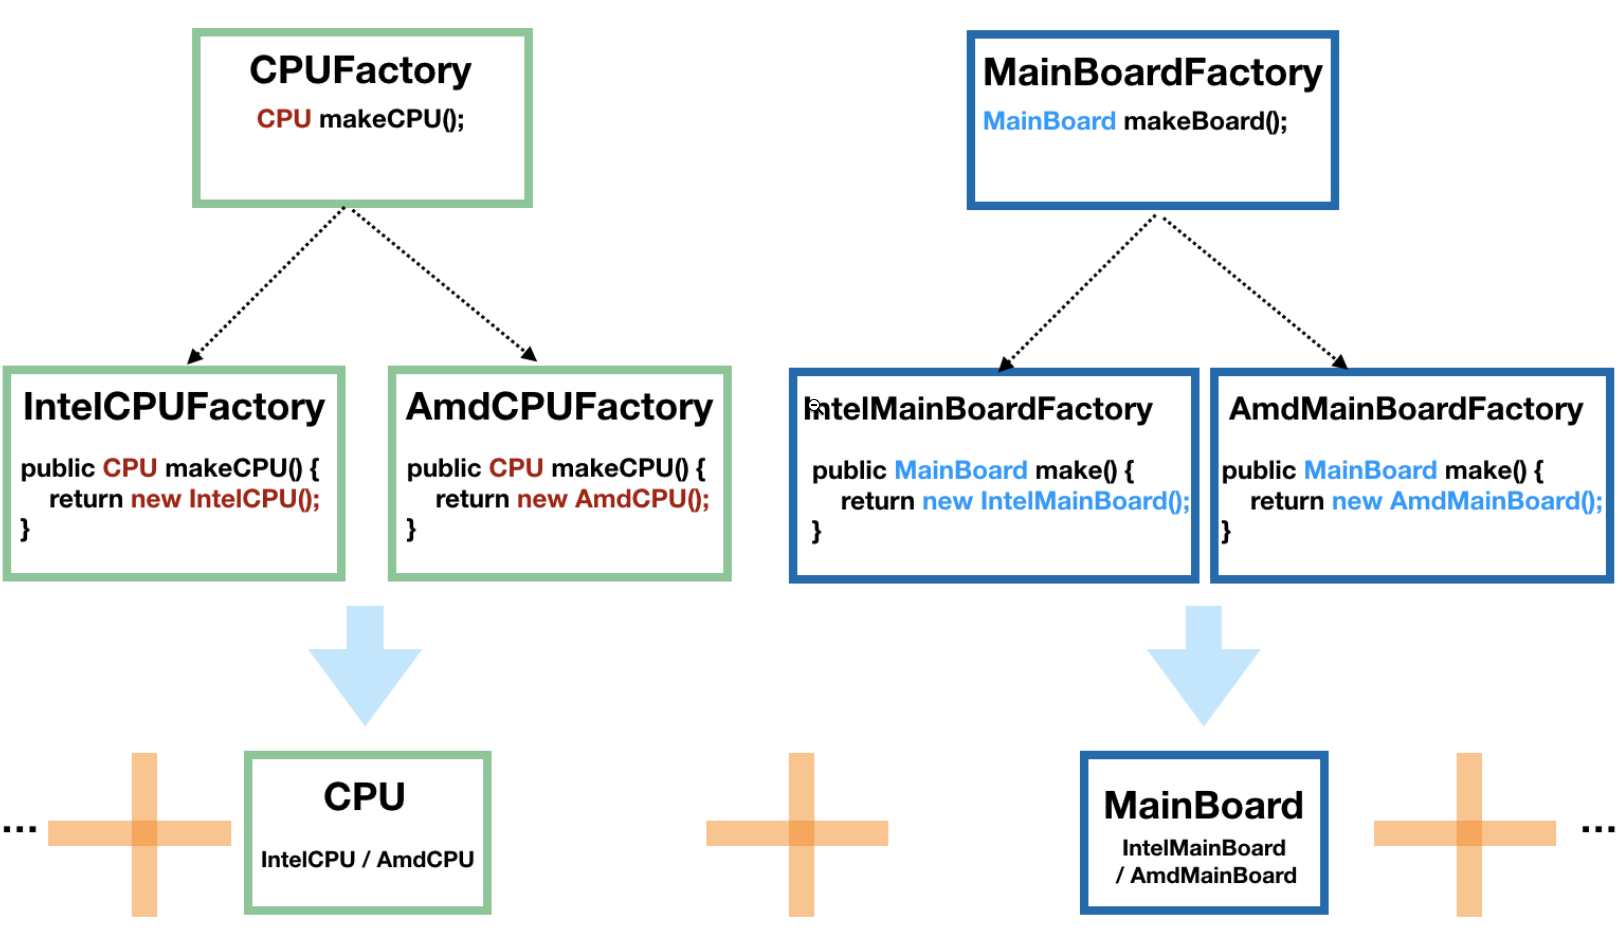 CPUFactory
CPU makeCPU();
MainBoardFactory
MainBoard makeBoard();
IntelCPUFactory
public CPU makeCPU() {
return new IntelCPU();
}
AmdCPUFactory
public CPU makeCPU() {
return new AmdCPU();
}
IntelMainBoardFactory
public MainBoard make() {
return new IntelMainBoard();
}
AmdMainBoardFactory
public MainBoard make() {
return new AmdMainBoard();
}
...
CPU
IntelCPU / AmdCPU
MainBoard
IntelMainBoard
/ AmdMainBoard
...